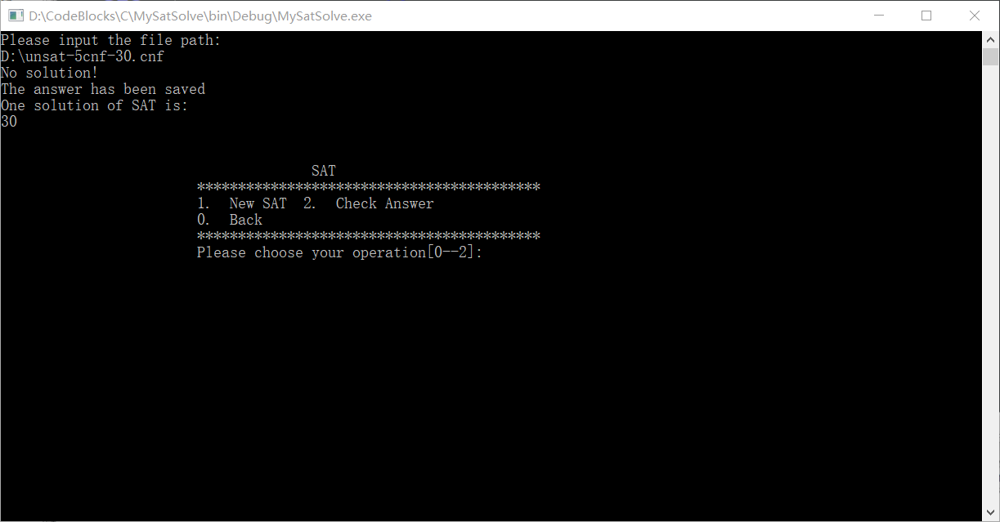 D:\CodeBlocks\C\MySatSolve\bin\Debug\MySatSolve.exe
Please input the file path:
D:\unsat-5cnf-30.cnf
No solution!
The answer has been saved
One solution of SAT is:
30
SAT
******************************************
1.  New SAT  2.  Check Answer
0.  Back
******************************************
Please choose your operation[0--2]: